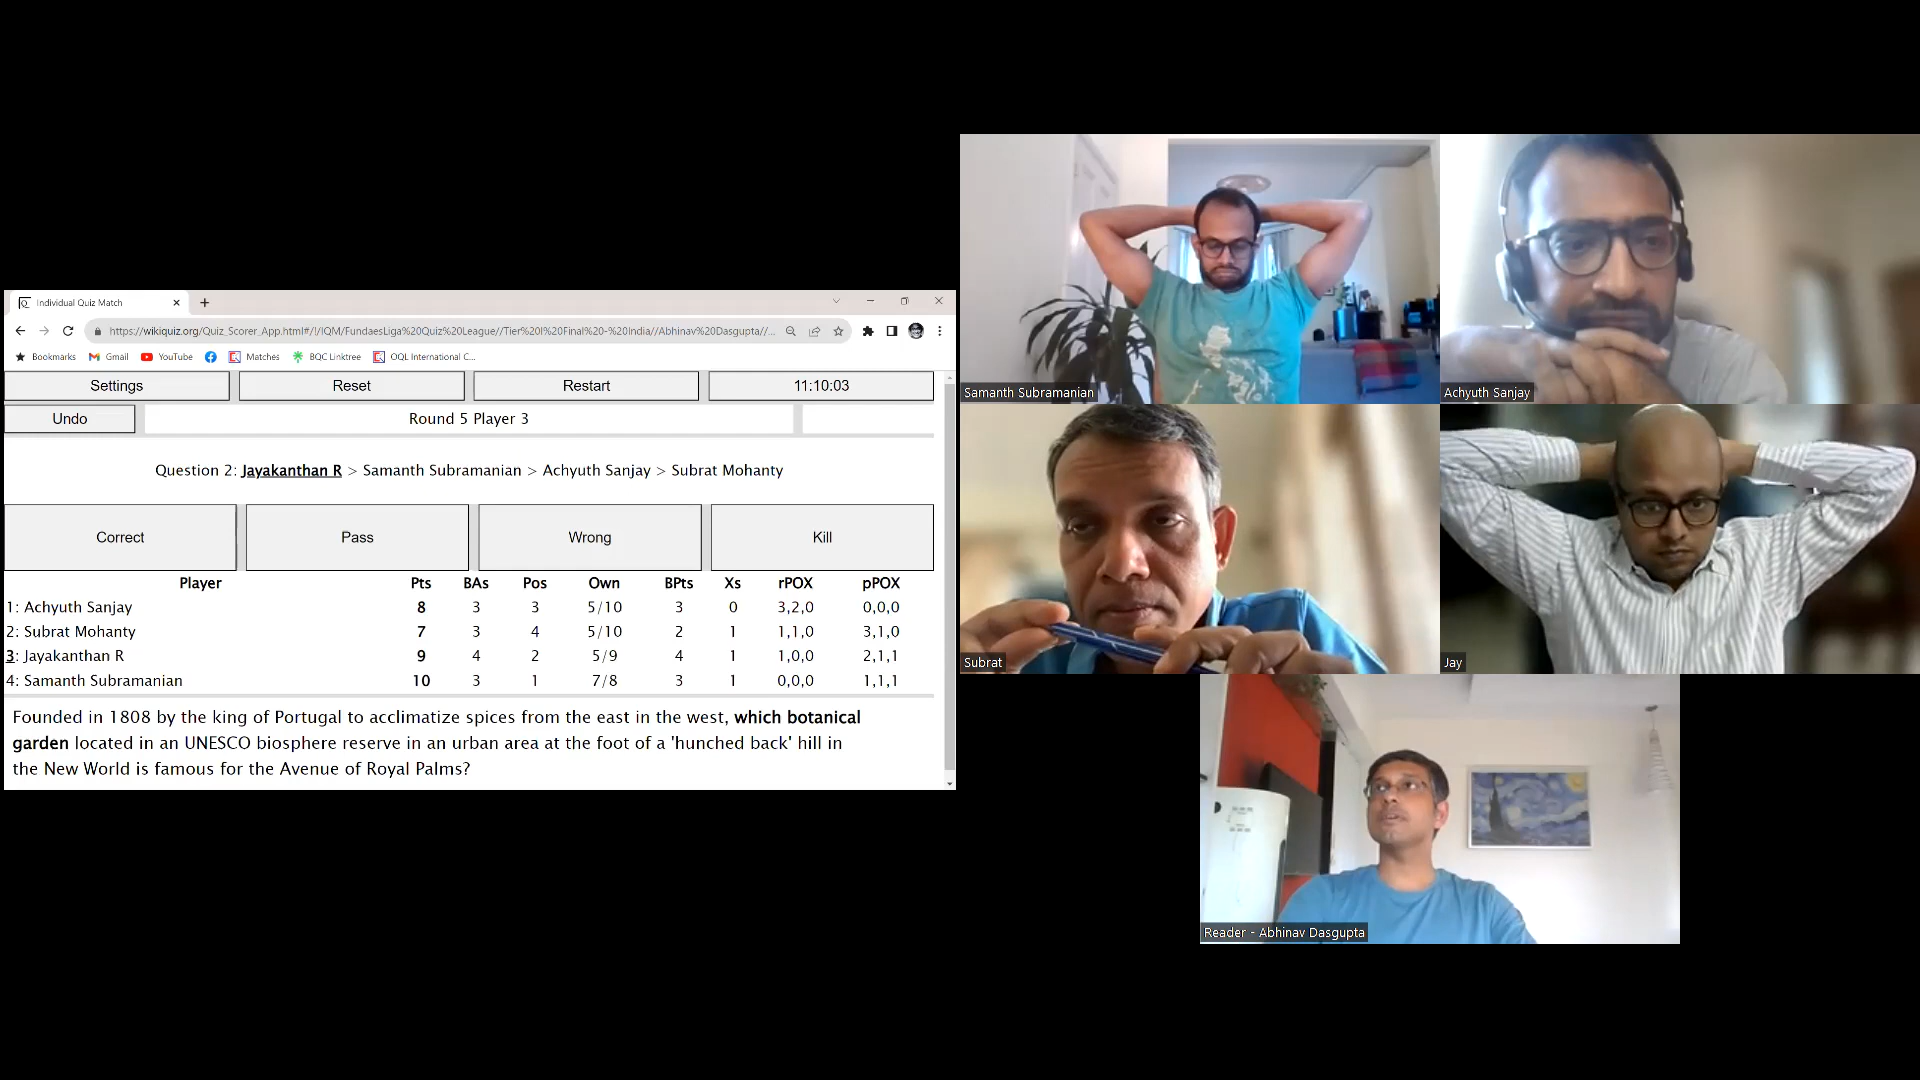 Individual Quiz Match
https://wikiquiz.org/Quiz_Scorer_App.html#/!/IQM/FundaesLiga%20Quiz%20League//Tier%20I%20Final%20-%20India//Abhinav%20Dasgupta//...
Bookmarks Gmail YouTube Matches BQC Linktree OQL International C...
Settings Reset Restart 11:10:03
Undo Round 5 Player 3
Question 2: Jayakanthan R > Samanth Subramanian > Achyuth Sanjay > Subrat Mohanty
Correct Pass Wrong Kill
Player Pts BAs Pos Own BPts Xs rPOX pPOX
1: Achyuth Sanjay 8 3 3 5/10 3 0 3,2,0 0,0,0
2: Subrat Mohanty 7 3 4 5/10 2 1 1,1,0 3,1,0
3: Jayakanthan R 9 4 2 5/9 4 1 1,0,0 2,1,1
4: Samanth Subramanian 10 3 1 7/8 3 1 0,0,0 1,1,1
Founded in 1808 by the king of Portugal to acclimatize spices from the east in the west, which botanical
garden located in an UNESCO biosphere reserve in an urban area at the foot of a 'hunched back' hill in
the New World is famous for the Avenue of Royal Palms?
Samanth Subramanian
Achyuth Sanjay
Subrat
Jay
Reader - Abhinav Dasgupta